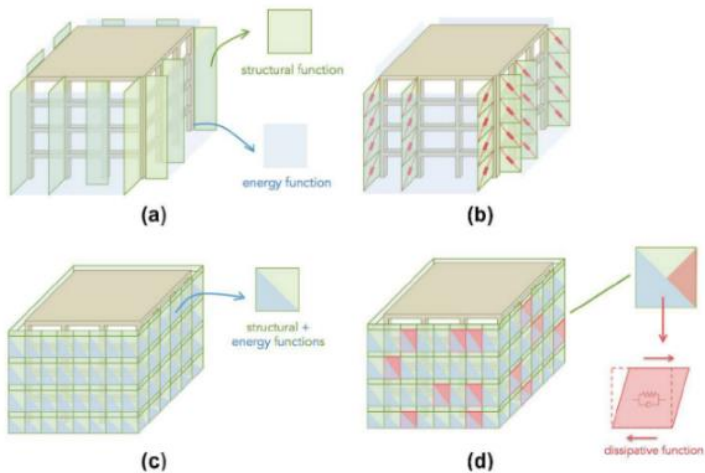 structural function
energy function
(a)
(b)
structural +
energy functions
(c)
(d)
dissipative function